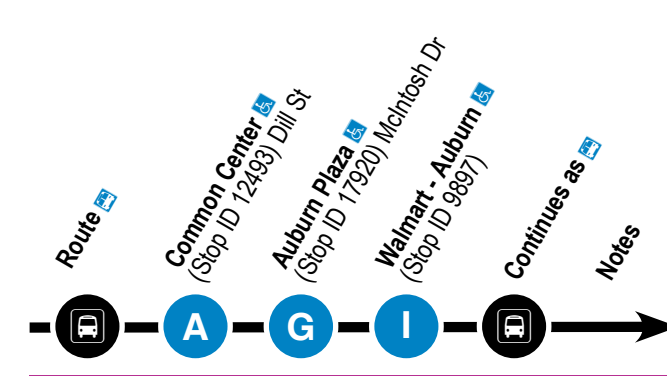 Route
Common Center
(Stop ID 12493) Dill St
Auburn Plaza
(Stop ID 17920) McIntosh Dr
Walmart - Auburn
(Stop ID 9897)
Continues as
Notes
A
G
I